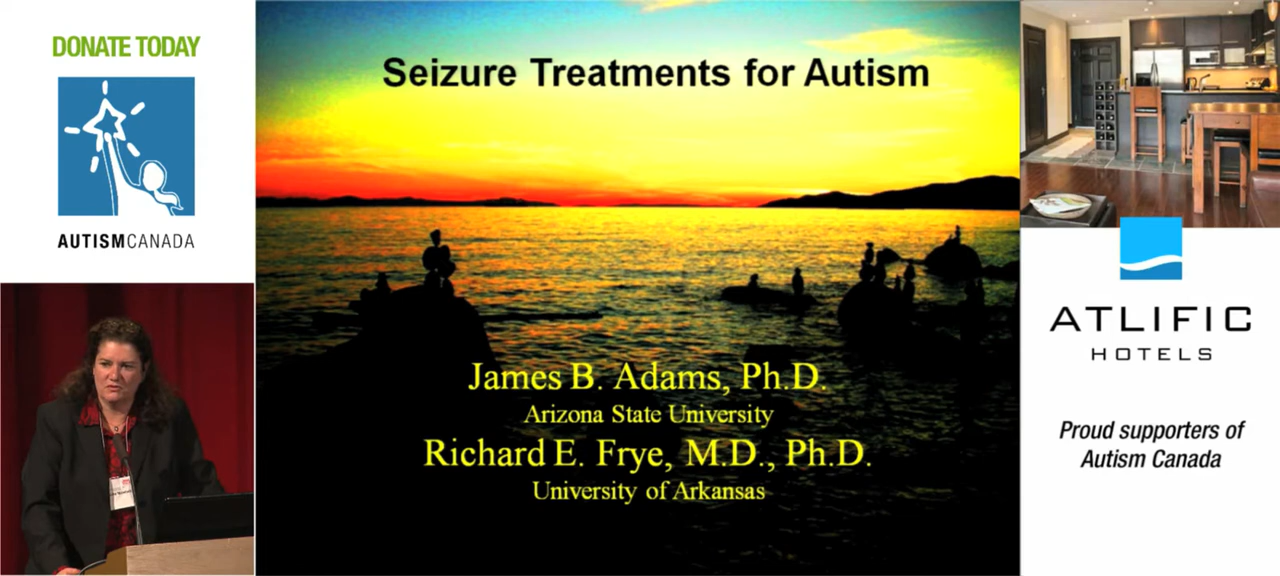 DONATE TODAY
AUTISMCANADA
Seizure Treatments for Autism
James B. Adams, Ph.D.
Arizona State University
Richard E. Frye, M.D., Ph.D.
University of Arkansas
ATLIFIC
HOTELS
Proud supporters of
Autism Canada